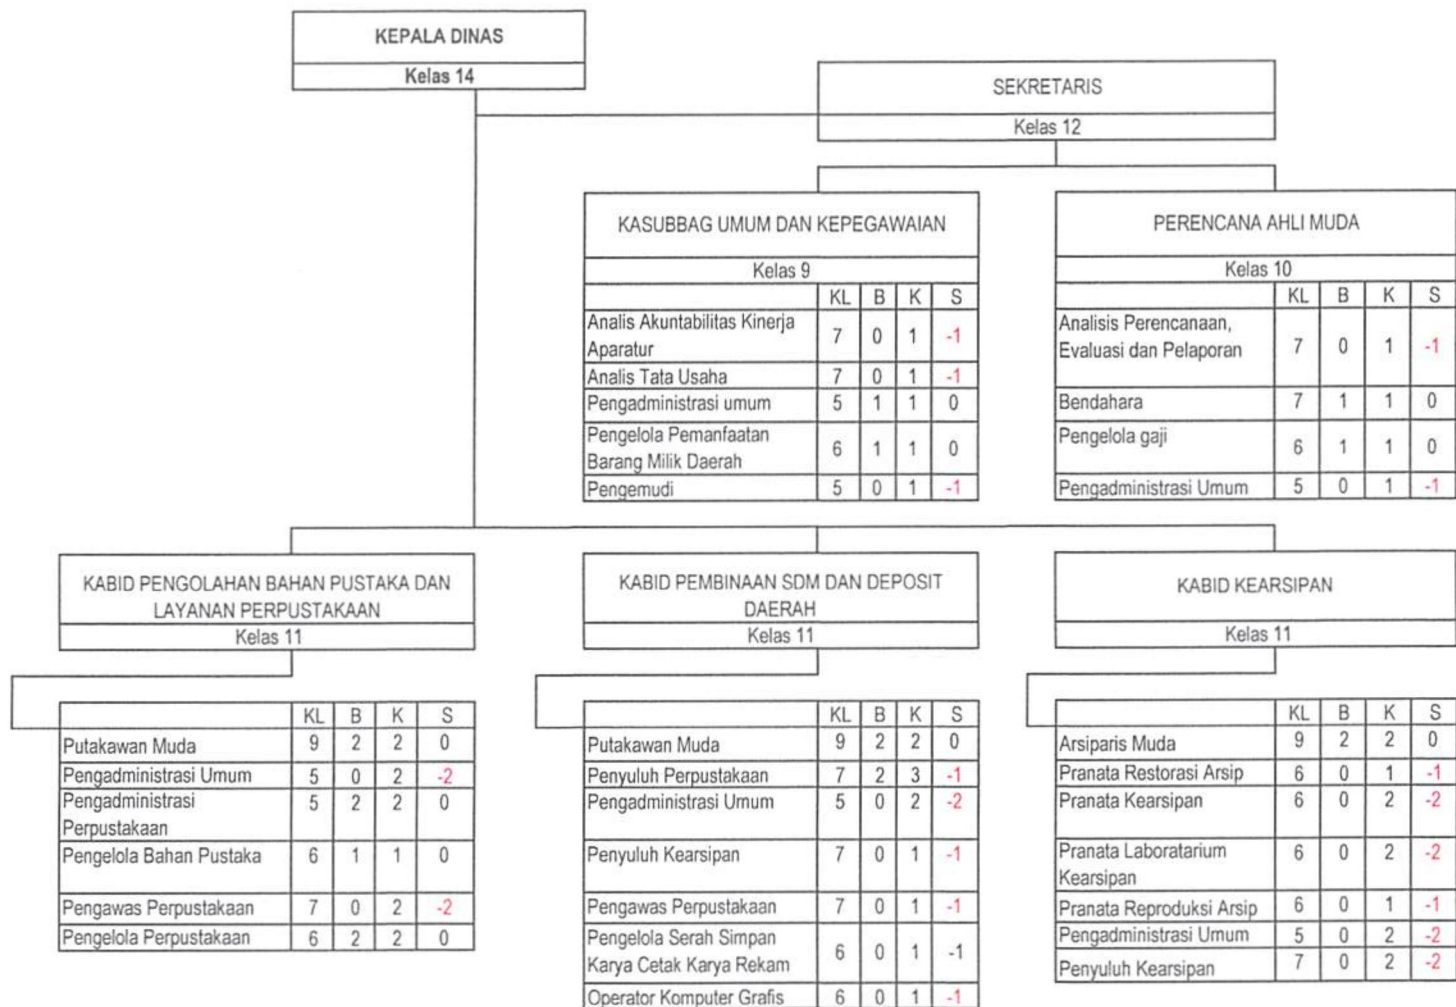 KEPALA DINAS
Kelas 14
SEKRETARIS
Kelas 12
KASUBBAG UMUM DAN KEPEGAWAIAN
Kelas 9
KL B K S
Analis Akuntabilitas Kinerja
Aparatur 7 0 1 -1
Analis Tata Usaha 7 0 1 -1
Pengadministrasi umum 5 1 1 0
Pengelola Pemanfaatan
Barang Milik Daerah 6 1 1 0
Pengemudi 5 0 1 -1
PERENCANA AHLI MUDA
Kelas 10
KL B K S
Analisis Perencanaan,
Evaluasi dan Pelaporan 7 0 1 -1
Bendahara 7 1 1 0
Pengelola gaji 6 1 1 0
Pengadministrasi Umum 5 0 1 -1
KABID PENGOLAHAN BAHAN PUSTAKA DAN
LAYANAN PERPUSTAKAAN
Kelas 11
KL B K S
Putakawan Muda 9 2 2 0
Pengadministrasi Umum 5 0 2 -2
Pengadministrasi 5 2 2 0
Perpustakaan
Pengelola Bahan Pustaka 6 1 1 0
Pengawas Perpustakaan 7 0 2 -2
Pengelola Perpustakaan 6 2 2 0
KABID PEMBINAAN SDM DAN DEPOSIT
DAERAH
Kelas 11
KL B K S
Putakawan Muda 9 2 2 0
Penyuluh Perpustakaan 7 2 3 -1
Pengadministrasi Umum 5 0 2 -2
Penyuluh Kearsipan 7 0 1 -1
Pengawas Perpustakaan 7 0 1 -1
Pengelola Serah Simpan
Karya Cetak Karya Rekam 6 0 1 -1
Operator Komputer Grafis 6 0 1 -1
KABID KEARSIPAN
Kelas 11
KL B K S
Arsiparis Muda 9 2 2 0
Pranata Restorasi Arsip 6 0 1 -1
Pranata Kearsipan 6 0 2 -2
Pranata Laboratarium 6 0 2 -2
Kearsipan
Pranata Reproduksi Arsip 6 0 1 -1
Pengadministrasi Umum 5 0 2 -2
Penyuluh Kearsipan 7 0 2 -2